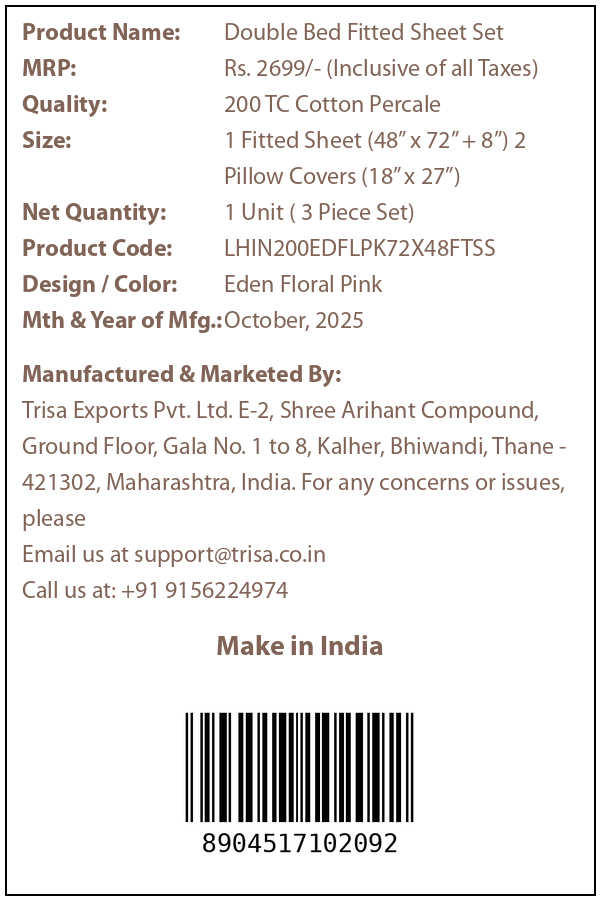 Product Name: Double Bed Fitted Sheet Set
MRP: Rs. 2699/- (Inclusive of all Taxes)
Quality: 200 TC Cotton Percale
Size: 1 Fitted Sheet (48” x 72” + 8”) 2
Pillow Covers (18” x 27”)
Net Quantity: 1 Unit ( 3 Piece Set)
Product Code: LHIN200EDFLPK72X48FTSS
Design / Color: Eden Floral Pink
Mth & Year of Mfg.: October, 2025
Manufactured & Marketed By:
Trisa Exports Pvt. Ltd. E-2, Shree Arihant Compound,
Ground Floor, Gala No. 1 to 8, Kalher, Bhiwandi, Thane -
421302, Maharashtra, India. For any concerns or issues,
please
Email us at support@trisa.co.in
Call us at: +91 9156224974
Make in India
8904517102092